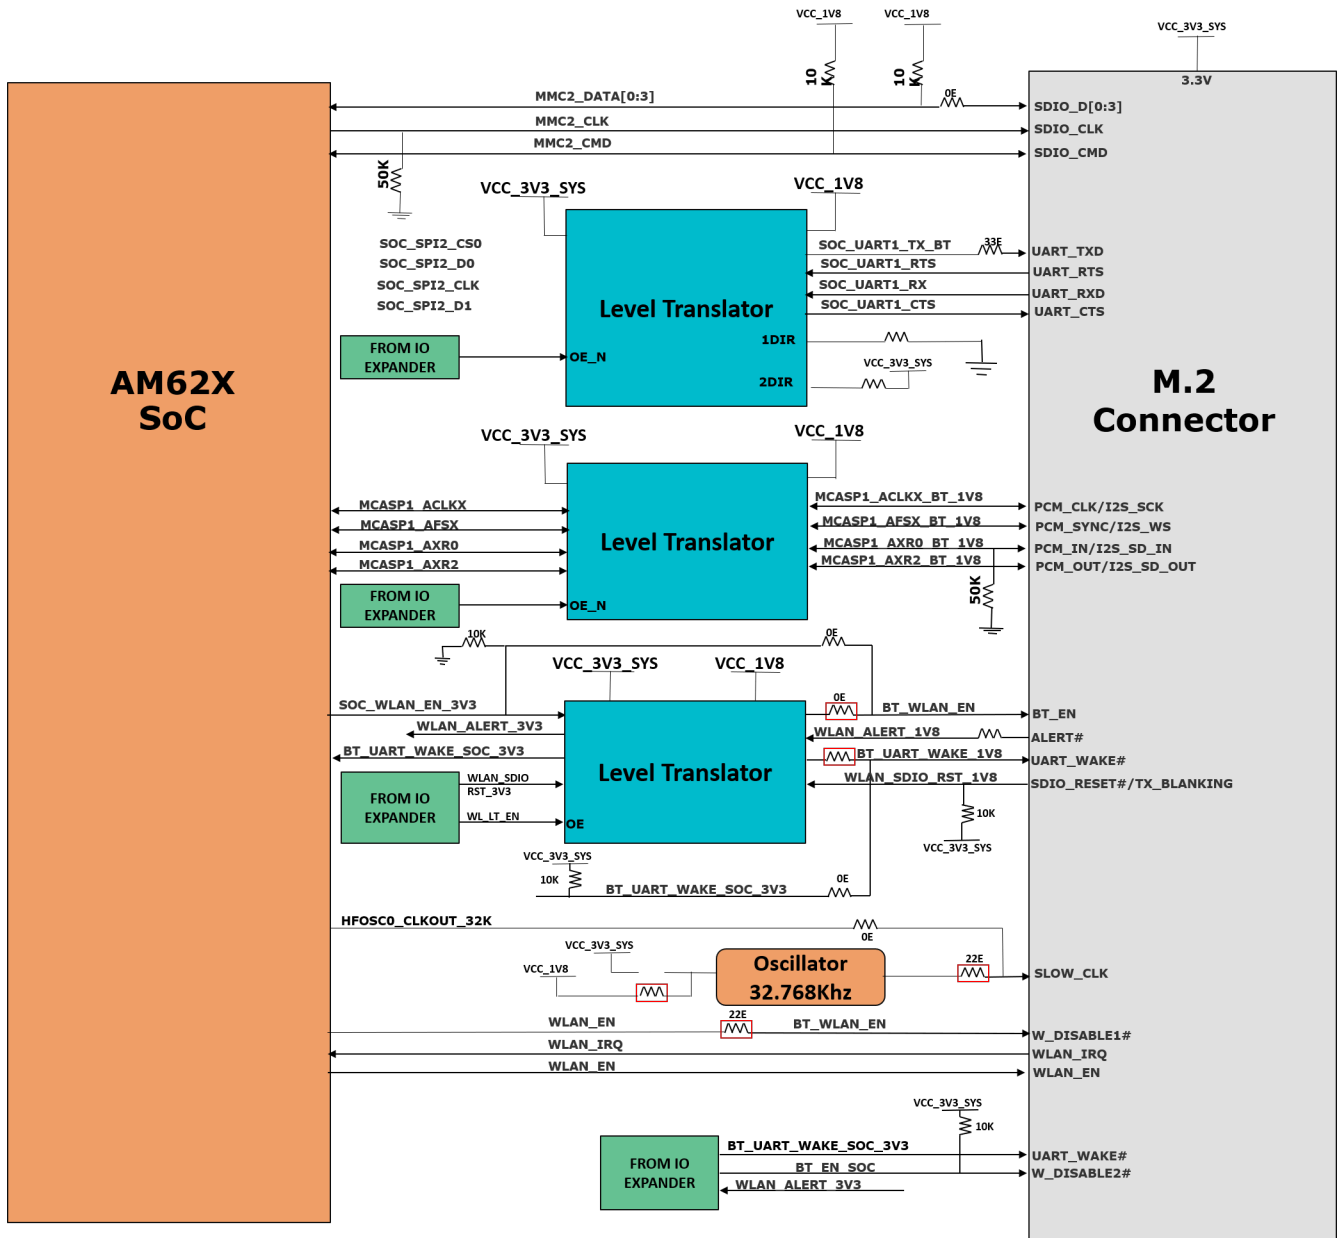 VCC_1V8
VCC_1V8
VCC_3V3_SYS
10
K
10
K
3.3V
MMC2_DATA[0:3]
0E
SDIO_D[0:3]
MMC2_CLK
SDIO_CLK
MMC2_CMD
SDIO_CMD
50K
VCC_3V3_SYS
VCC_1V8
SOC_SPI2_CS0
SOC_SPI2_D0
SOC_SPI2_CLK
SOC_SPI2_D1
Level Translator
SOC_UART1_TX_BT
33E
UART_TXD
SOC_UART1_RTS
UART_RTS
SOC_UART1_RX
UART_RXD
SOC_UART1_CTS
UART_CTS
1DIR
FROM IO
EXPANDER
OE_N
VCC_3V3_SYS
2DIR
AM62X
SoC
M.2
Connector
VCC_3V3_SYS
VCC_1V8
MCASP1_ACLKX
MCASP1_AFSX
MCASP1_AXR0
MCASP1_AXR2
Level Translator
MCASP1_ACLKX_BT_1V8
PCM_CLK/I2S_SCK
MCASP1_AFSX_BT_1V8
PCM_SYNC/I2S_WS
MCASP1_AXR0_BT_1V8
PCM_IN/I2S_SD_IN
MCASP1_AXR2_BT_1V8
PCM_OUT/I2S_SD_OUT
50K
FROM IO
EXPANDER
OE_N
10K
0E
VCC_3V3_SYS
VCC_1V8
SOC_WLAN_EN_3V3
0E
BT_WLAN_EN
BT_EN
WLAN_ALERT_3V3
WLAN_ALERT_1V8
ALERT#
BT_UART_WAKE_SOC_3V3
BT_UART_WAKE_1V8
UART_WAKE#
Level Translator
FROM IO
EXPANDER
WLAN_SDIO
RST_3V3
WL_LT_EN
OE
WLAN_SDIO_RST_1V8
SDIO_RESET#/TX_BLANKING
10K
VCC_3V3_SYS
VCC_3V3_SYS
10K
BT_UART_WAKE_SOC_3V3
0E
HFOSC0_CLKOUT_32K
0E
VCC_3V3_SYS
VCC_1V8
Oscillator
32.768Khz
22E
SLOW_CLK
WLAN_EN
22E
BT_WLAN_EN
W_DISABLE1#
WLAN_IRQ
WLAN_IRQ
WLAN_EN
WLAN_EN
VCC_3V3_SYS
10K
FROM IO
EXPANDER
BT_UART_WAKE_SOC_3V3
UART_WAKE#
BT_EN_SOC
W_DISABLE2#
WLAN_ALERT_3V3